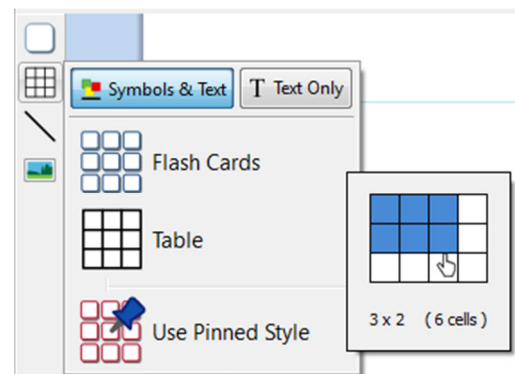 Symbols & Text
T Text Only
Flash Cards
Table
Use Pinned Style
3 x 2 ( 6 cells )